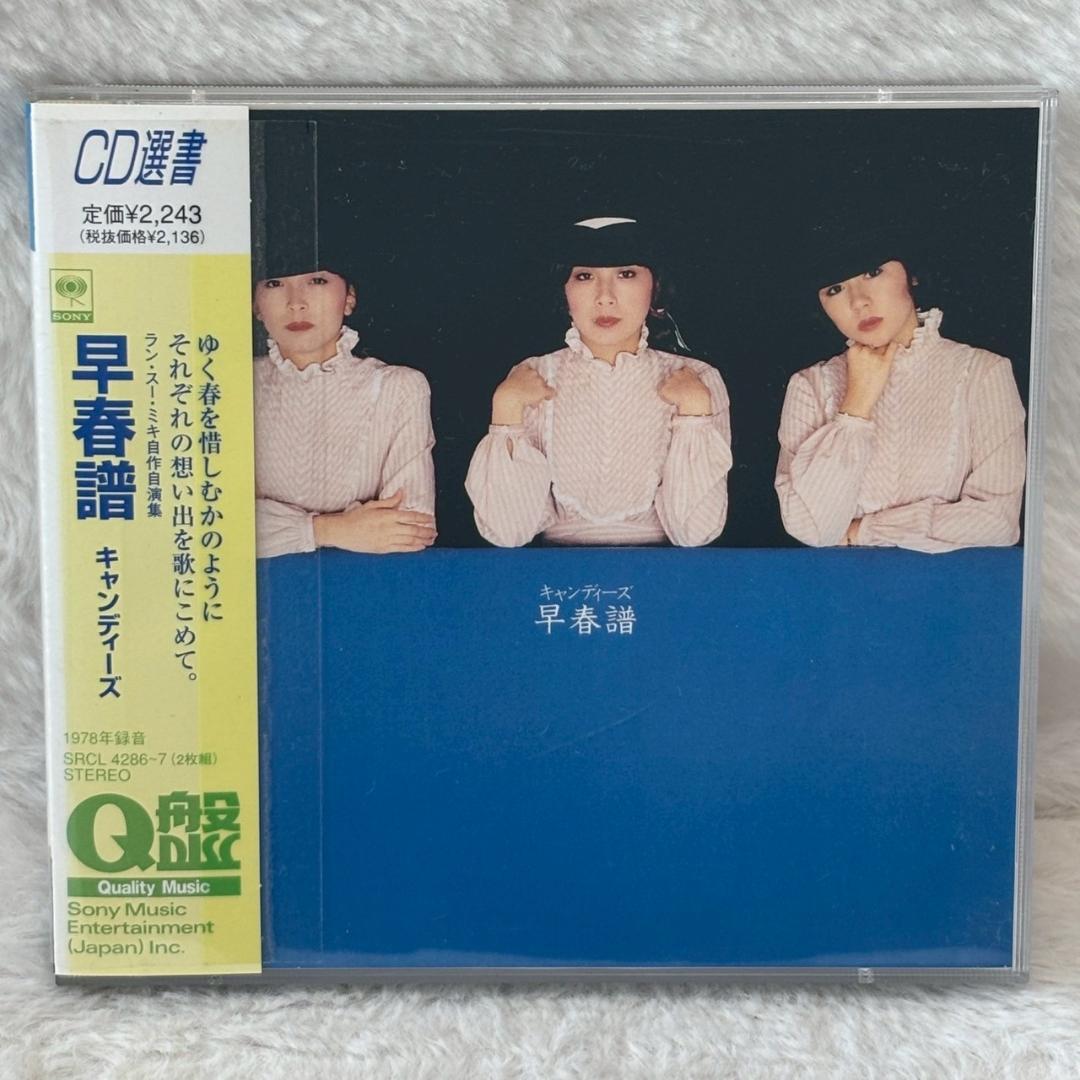 CD選書
定価¥2,243
(税抜価格¥2,136)
SONY
ゆく春を惜しむかのように
それぞれの想い出を歌にこめて。
ラン・スー・ミキ自作自演集
早春譜
キャンディーズ
1978年録音
SRCL 4286~7 (2枚組)
STEREO
Q盤
DISC
Quality Music
Sony Music
Entertainment
(Japan) Inc.
キャンディーズ
早春譜